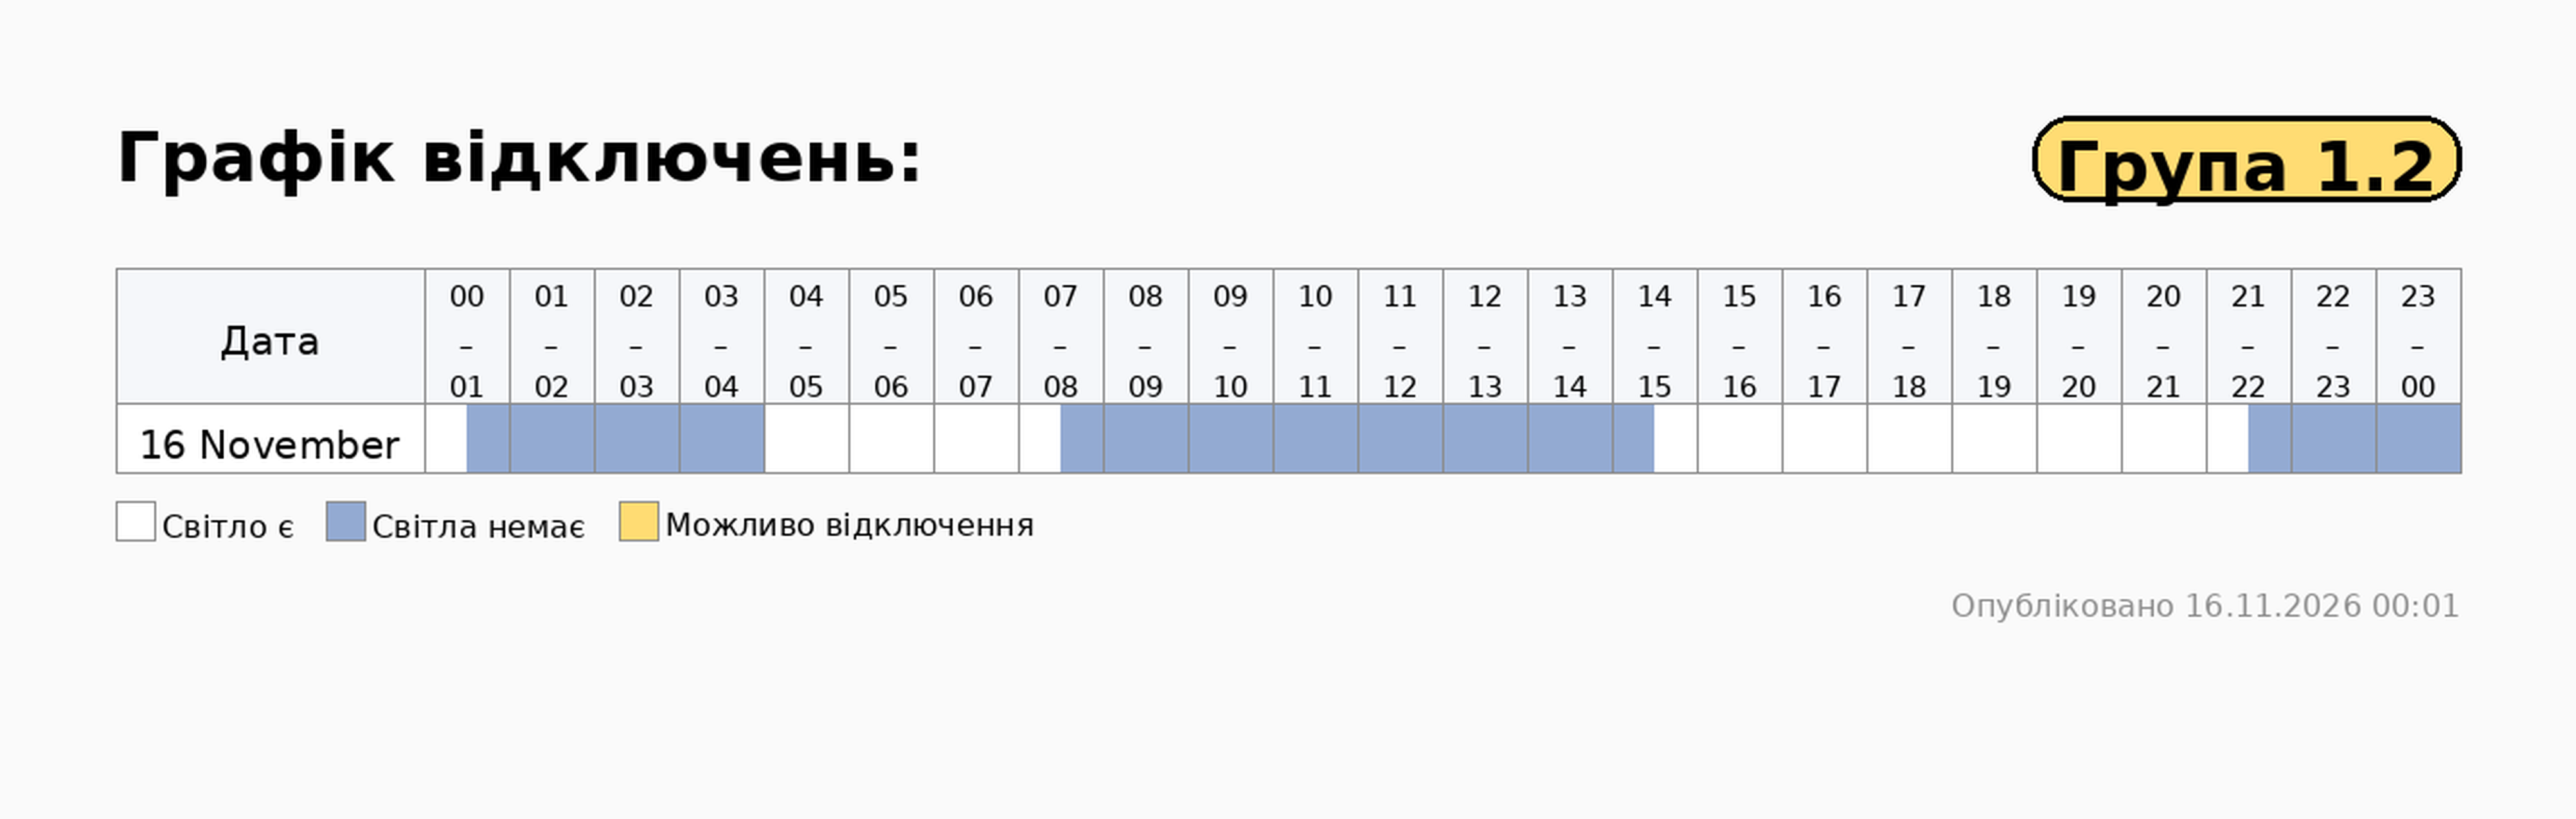 Графік відключень:
Група 1.2
Дата
00 – 01
01 – 02
02 – 03
03 – 04
04 – 05
05 – 06
06 – 07
07 – 08
08 – 09
09 – 10
10 – 11
11 – 12
12 – 13
13 – 14
14 – 15
15 – 16
16 – 17
17 – 18
18 – 19
19 – 20
20 – 21
21 – 22
22 – 23
23 – 00
16 November
Світло є
Світла немає
Можливо відключення
Опубліковано 16.11.2026 00:01